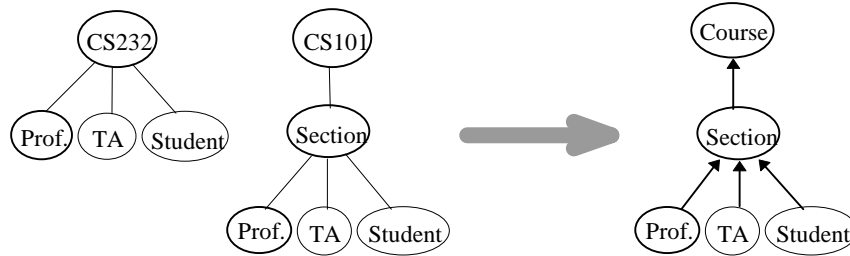 CS232
Prof.
TA
Student
CS101
Section
Prof.
TA
Student
Course
Section
Prof.
TA
Student